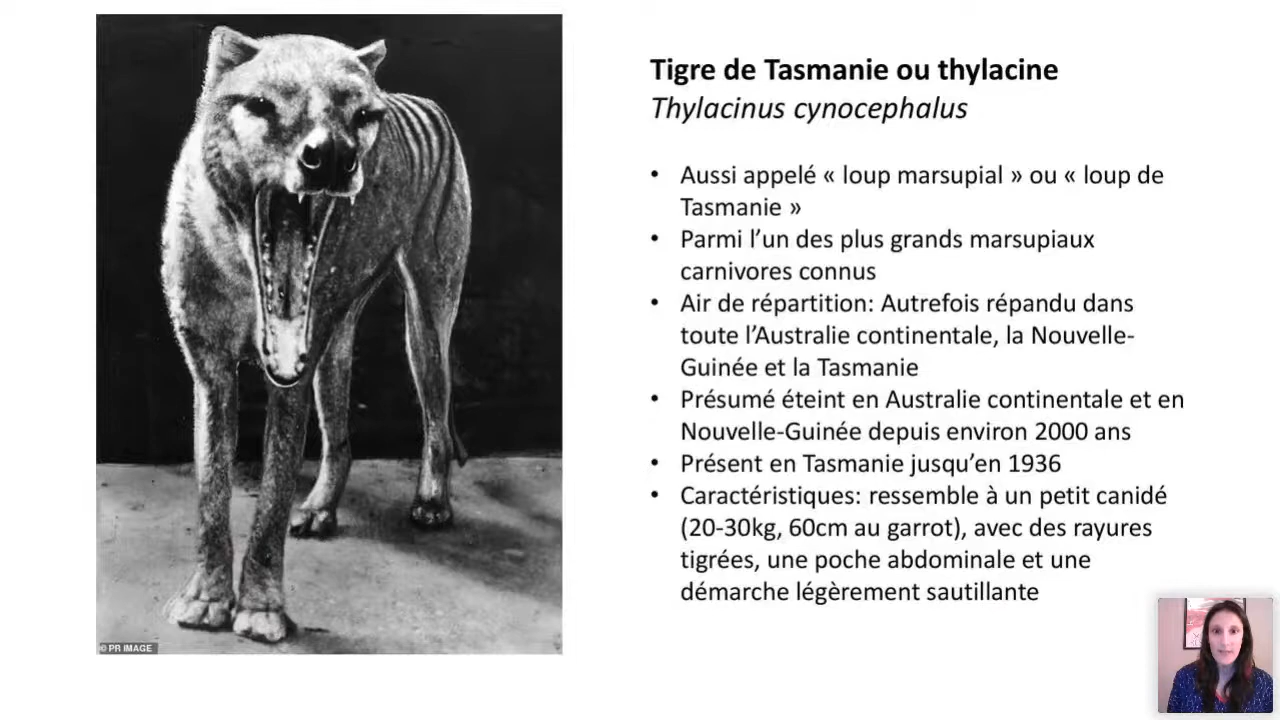 Tigre de Tasmanie ou thylacine
Thylacinus cynocephalus
• Aussi appelé « loup marsupial » ou « loup de
Tasmanie »
• Parmi l’un des plus grands marsupiaux
carnivores connus
• Air de répartition: Autrefois répandu dans
toute l’Australie continentale, la Nouvelle-
Guinée et la Tasmanie
• Présumé éteint en Australie continentale et en
Nouvelle-Guinée depuis environ 2000 ans
• Présent en Tasmanie jusqu’en 1936
• Caractéristiques: ressemble à un petit canidé
(20-30kg, 60cm au garrot), avec des rayures
tigrées, une poche abdominale et une
démarche légèrement sautillante
© PR IMAGE